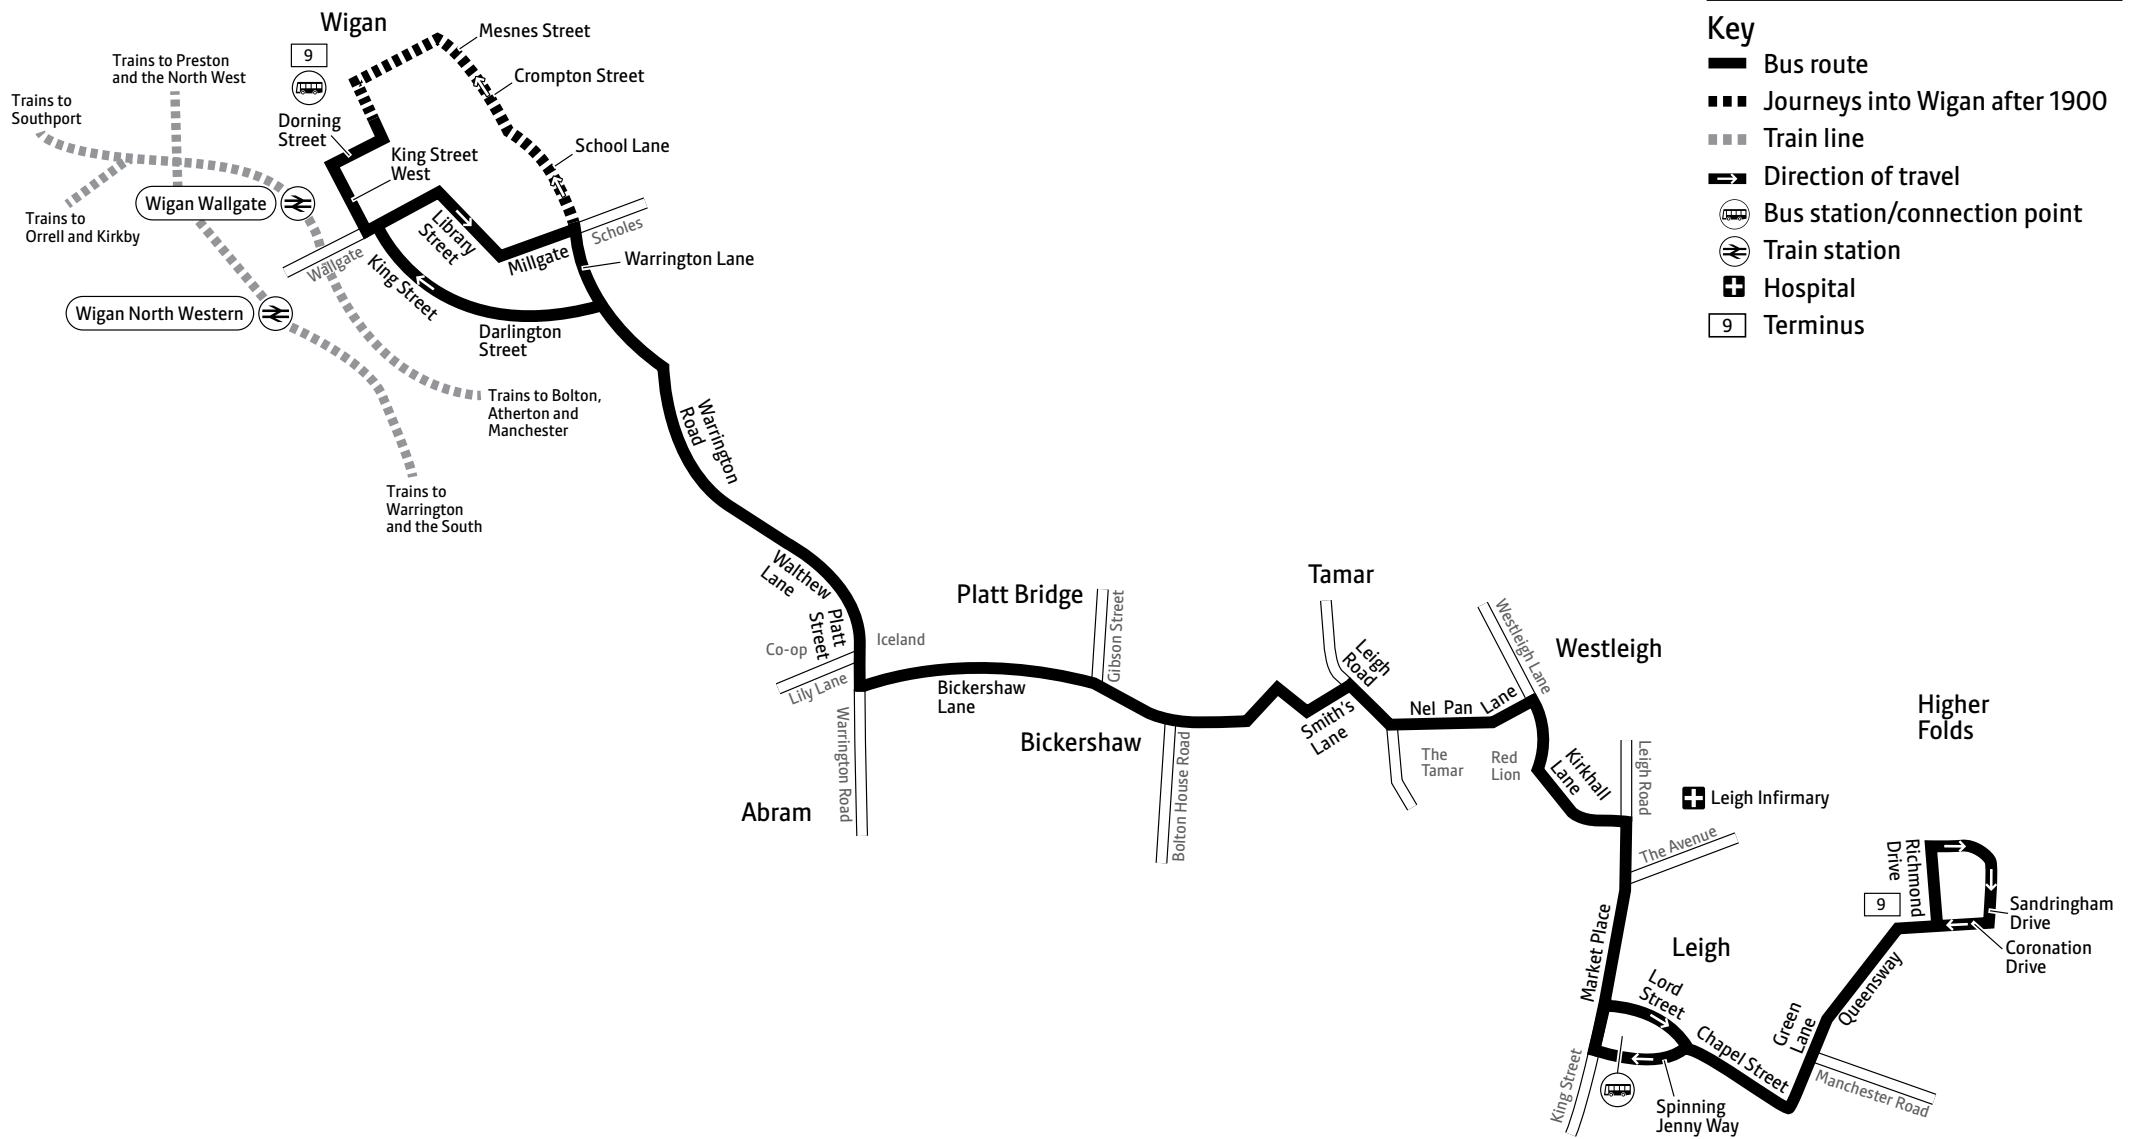 Wigan
9
Mesnes Street
Trains to Preston
and the North West
Crompton Street
Trains to
Southport
Dorning
Street
King Street
West
School Lane
Wigan Wallgate
Trains to
Orrell and Kirkby
Library
Street
Scholes
Millgate
Wallgate
King Street
Warrington Lane
Wigan North Western
Darlington
Street
Trains to Bolton,
Atherton and
Manchester
Warrington
Road
Trains to
Warrington
and the South
Key
Bus route
Journeys into Wigan after 1900
Train line
Direction of travel
Bus station/connection point
Train station
Hospital
9
Terminus
Walthew
Lane
Platt
Street
Co-op
Iceland
Lily Lane
Warrington Road
Abram
Platt Bridge
Gibson Street
Bickershaw
Lane
Bickershaw
Bolton House Road
Tamar
Leigh
Road
Smith's
Lane
Nel Pan Lane
The
Tamar
Red
Lion
Westleigh Lane
Westleigh
Kirkhall
Lane
Leigh Road
Leigh Infirmary
The Avenue
Higher
Folds
Richmond
Drive
9
Sandringham
Drive
Coronation
Drive
Market Place
Leigh
Lord
Street
Chapel Street
Green
Lane
Queensway
Manchester Road
King Street
Spinning
Jenny Way